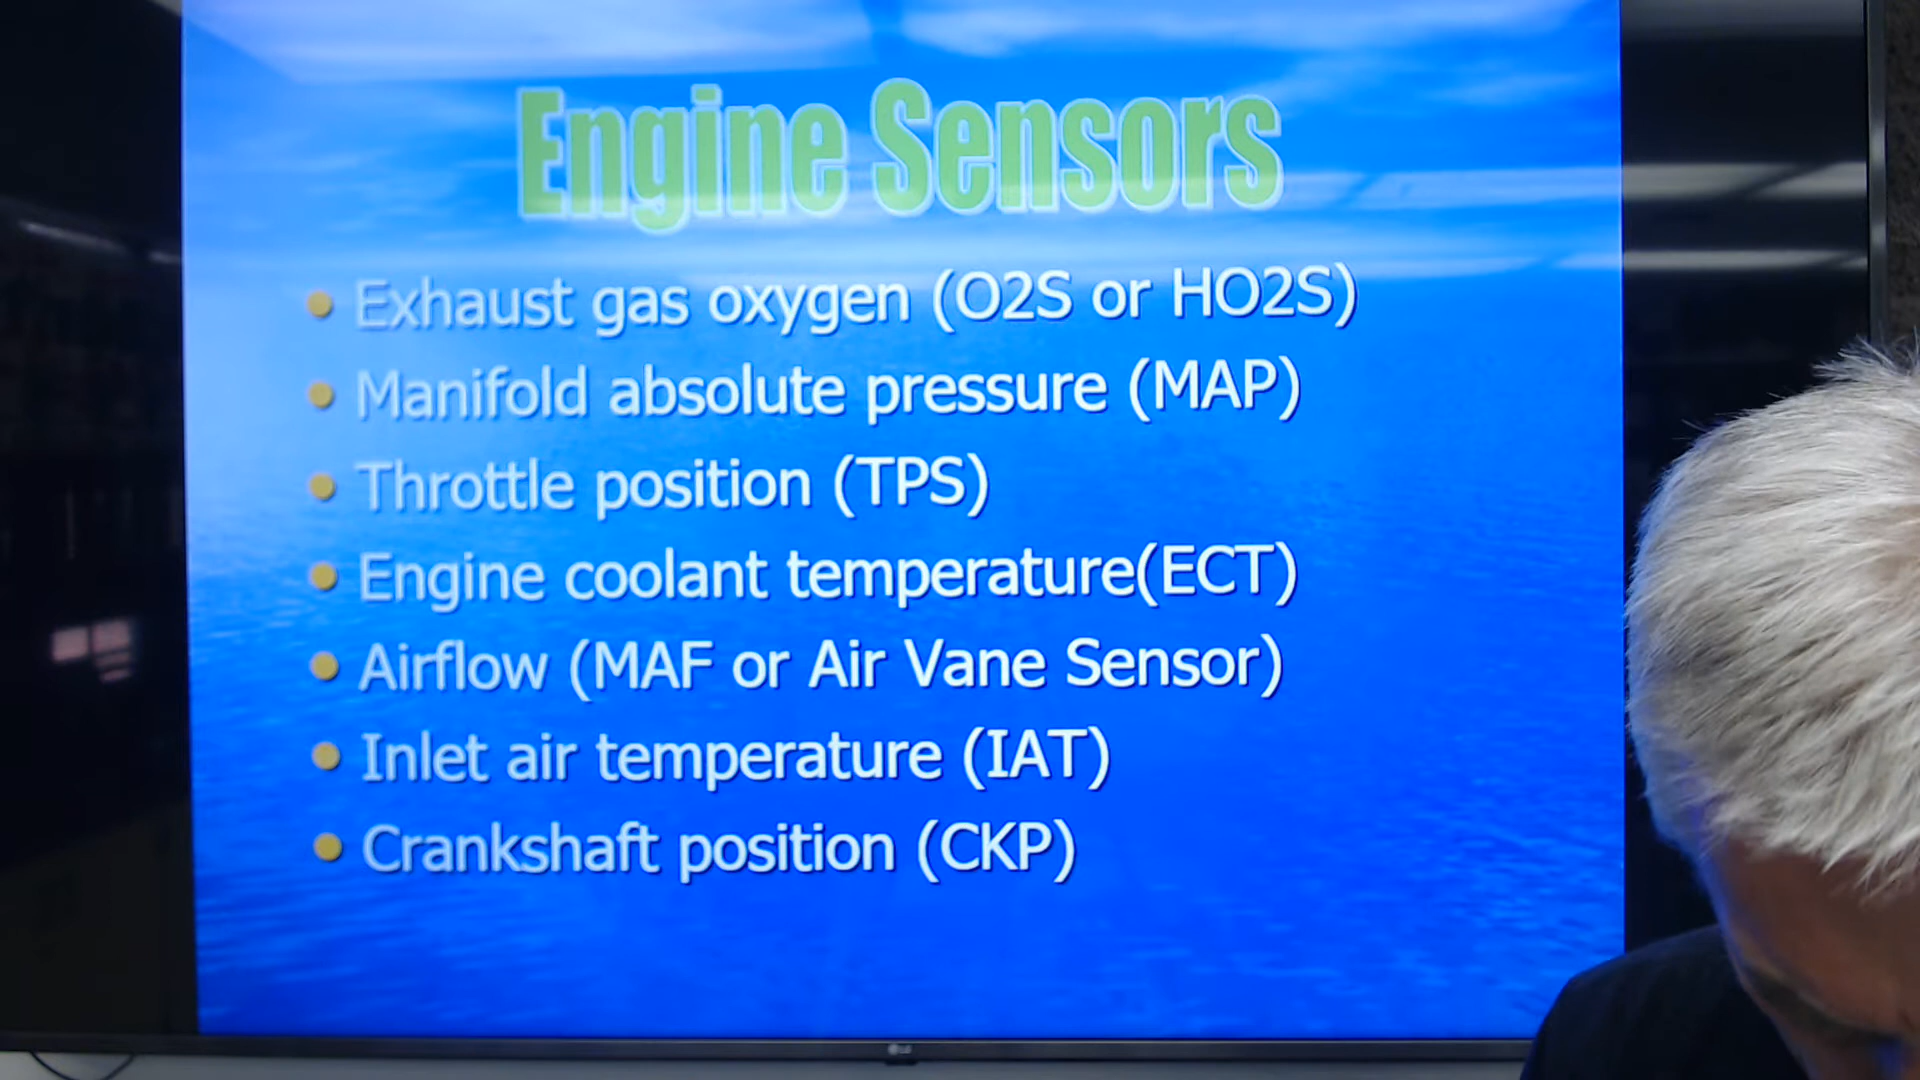 Engine Sensors
Exhaust gas oxygen (O2S or HO2S)
Manifold absolute pressure (MAP)
Throttle position (TPS)
Engine coolant temperature(ECT)
Airflow (MAF or Air Vane Sensor)
Inlet air temperature (IAT)
Crankshaft position (CKP)
LG